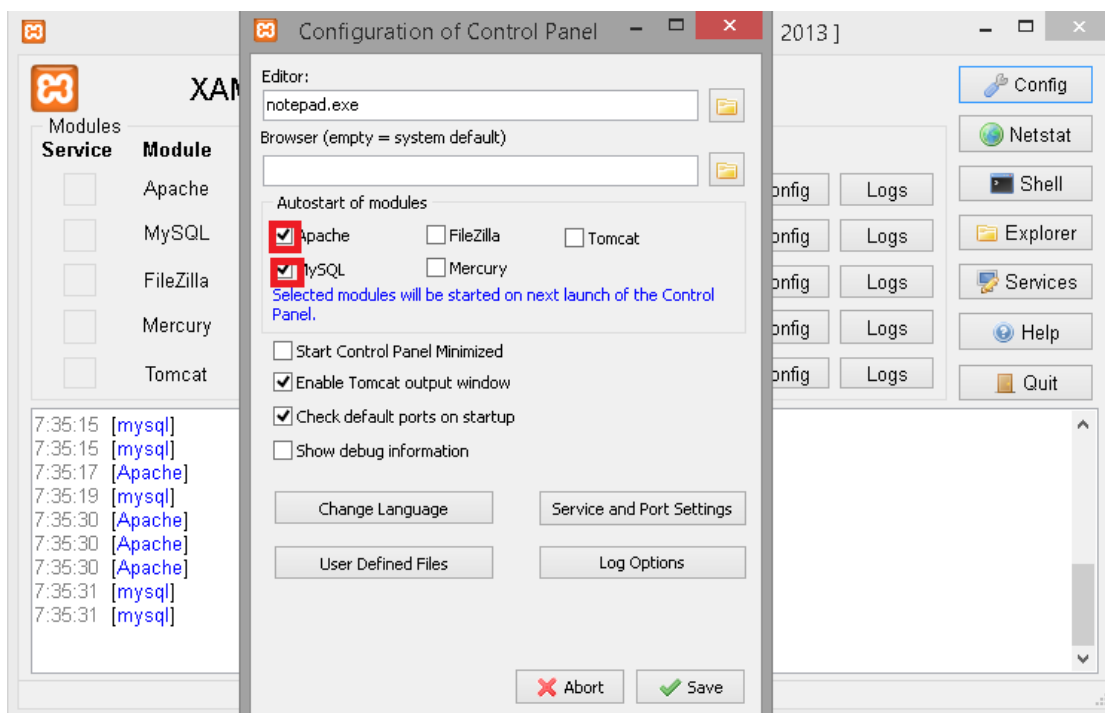 Configuration of Control Panel
2013 ]
XAM
Config
Editor:
notepad.exe
Browser (empty = system default)
Modules
Service Module
Netstat
Apache
onfig Logs
Shell
Autostart of modules
Apache FileZilla Tomcat
MySQL Mercury
Selected modules will be started on next launch of the Control
Panel.
MySQL
onfig Logs
Explorer
FileZilla
onfig Logs
Services
Mercury
onfig Logs
Help
Tomcat
onfig Logs
Quit
Start Control Panel Minimized
Enable Tomcat output window
Check default ports on startup
Show debug information
Change Language Service and Port Settings
User Defined Files Log Options
7:35:15 [mysql]
7:35:15 [mysql]
7:35:17 [Apache]
7:35:19 [mysql]
7:35:30 [Apache]
7:35:30 [Apache]
7:35:30 [Apache]
7:35:31 [mysql]
7:35:31 [mysql]
Abort Save